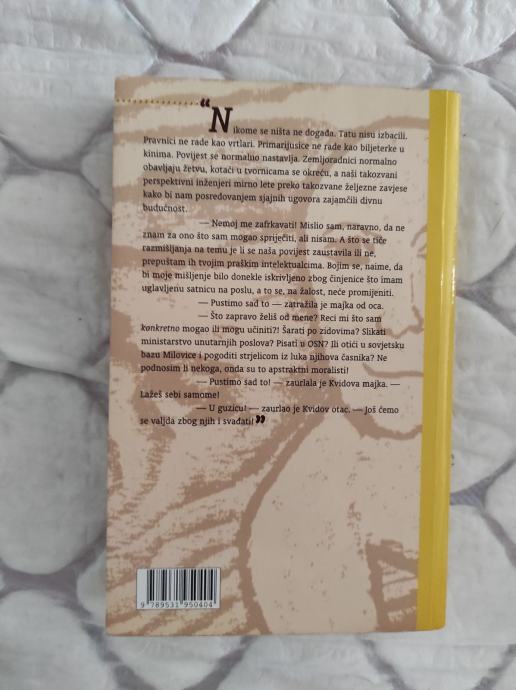 “Nikome se ništa ne događa. Tatu nisu izbacili.
Pravnici ne rade kao vrtlari. Primarijusice ne rade kao biljeterke u
kinima. Povijest se normalno nastavlja. Zemljoradnici normalno
obavljaju žetvu, kotači u tvornicama se okreću, a naši takozvani
perspektivni inženjeri mirno lete preko takozvane željezne zavjese
kako bi nam posredovanjem sjajnih ugovora zajamčili divnu
budućnost.
— Nemoj me zafrkavati! Mislio sam, naravno, da ne
znam za ono što sam mogao spriječiti, ali nisam. A što se tiče
razmišljanja na temu je li se naša povijest zaustavila ili ne,
prepuštam ih tvojim praškim intelektualcima. Bojim se, naime, da
bi moje mišljenje bilo donekle iskrivljeno zbog činjenice što imam
uglavljenu satnicu na poslu, a to se, na žalost, neće promijeniti.
— Pustimo sad to — zatražila je majka od oca.
— Što zapravo želiš od mene? Reci mi što sam
konkretno mogao ili mogu učiniti?! Šarati po zidovima? Slikati
ministarstvo unutarnjih poslova? Pisati u OSN? Ili otići u sovjetsku
bazu Milovice i pogoditi strjelicom iz luka njihova časnika? Ne
podnosim li nekoga, onda su to apstraktni moralisti!
— Pustimo sad to! — zaurlala je Kvidova majka. —
Lažeš sebi samome!
— U guzicu! — zaurlao je Kvidov otac. — Još ćemo
se valjda zbog njih i svađati!”
9 789531 950404